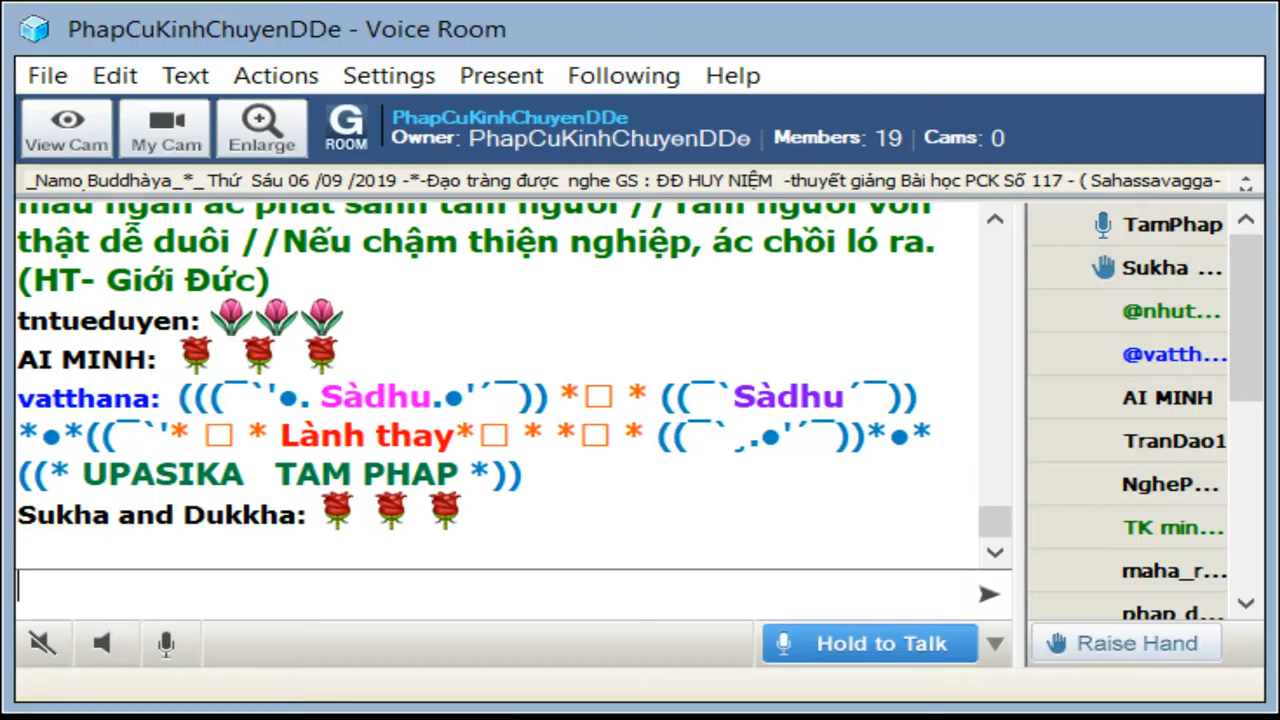 PhapCuKinhChuyenDDe - Voice Room
File Edit Text Actions Settings Present Following Help
View Cam My Cam Enlarge G ROOM
PhapCuKinhChuyenDDe
Owner: PhapCuKinhChuyenDDe | Members: 19 | Cams: 0
_Namo_Buddhàya_*_ Thứ Sáu 06 /09 /2019 -*-Đạo tràng được nghe GS : ĐĐ HUY NIỆM -thuyết giảng Bài học PCK Số 117 - ( Sahassavagga-
thật dễ duôi //Nếu chậm thiện nghiệp, ác chồi ló ra.
(HT- Giới Đức)
tntueduyen:
AI MINH:
vatthana: (((¯`'●. Sàdhu.●'´¯)) *□ * ((¯`Sàdhu´¯))
*●*((¯`'* □ * Lành thay*□ * *□ * ((¯`¸.●'´¯))*●*
((* UPASIKA TAM PHAP *))
Sukha and Dukkha:
TamPhap
Sukha ...
@nhut...
@vatth...
AI MINH
TranDao1
NgheP...
TK min...
maha_r...
phap_d...
Hold to Talk
Raise Hand